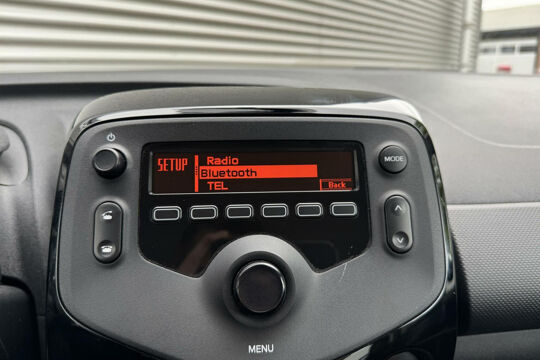 SETUP
Radio
Bluetooth
TEL
Back
MODE
MENU